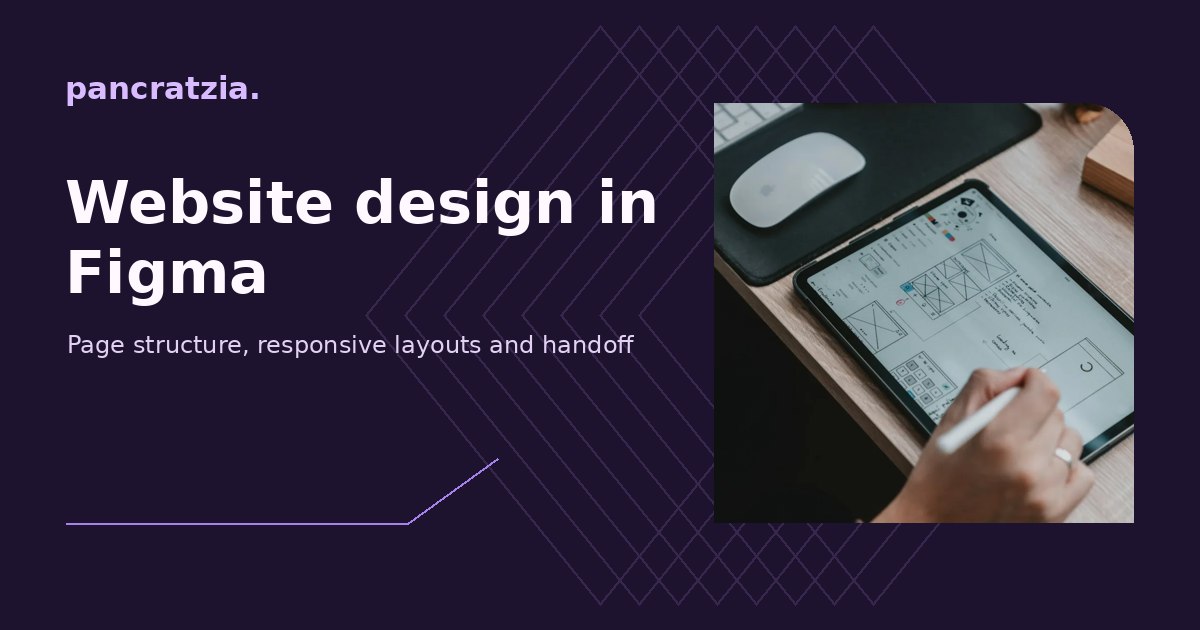 pancratzia.
Website design in
Figma
Page structure, responsive layouts and handoff